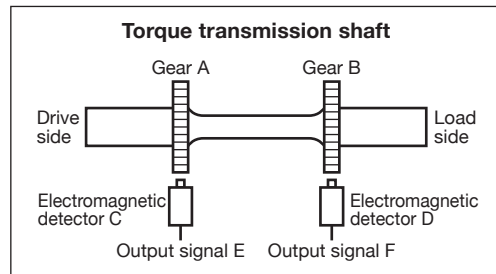 Torque transmission shaft
Gear A
Gear B
Drive
side
Load
side
Electromagnetic
detector C
Electromagnetic
detector D
Output signal E
Output signal F